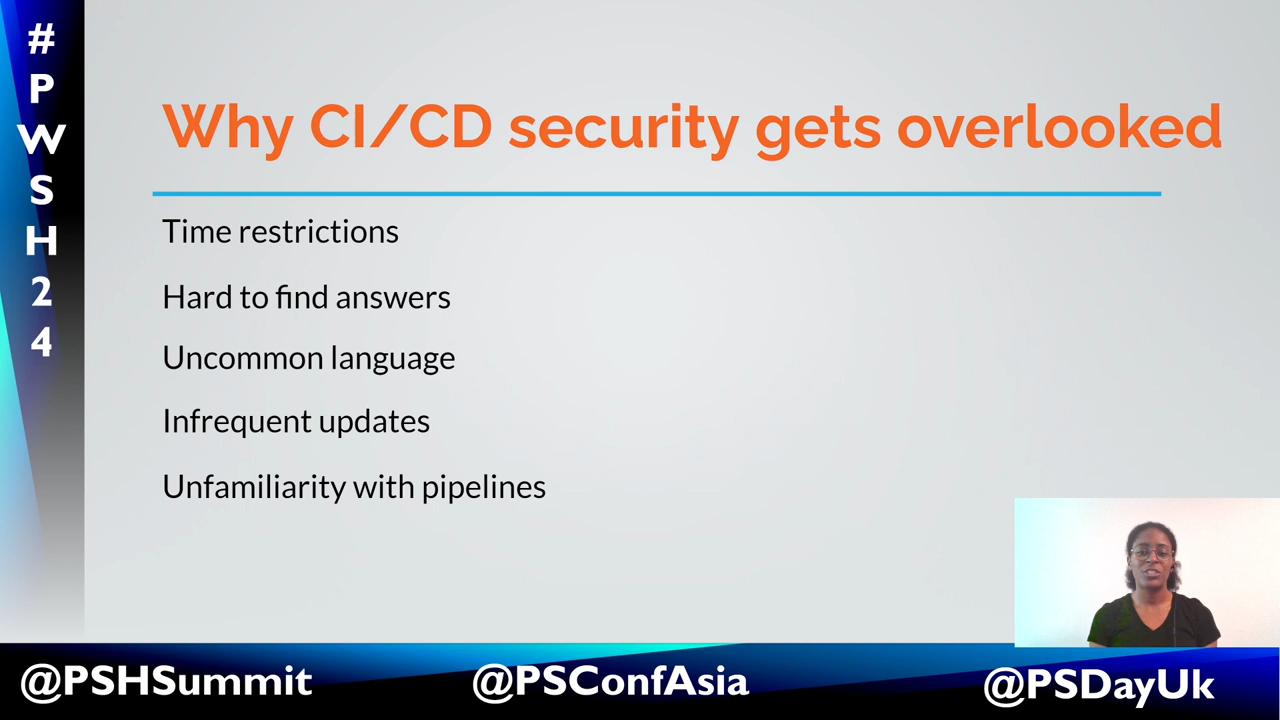 #
P
W
S
H
2
4
Why CI/CD security gets overlooked
Time restrictions
Hard to find answers
Uncommon language
Infrequent updates
Unfamiliarity with pipelines
@PSHSummit
@PSConfAsia
@PSDayUk